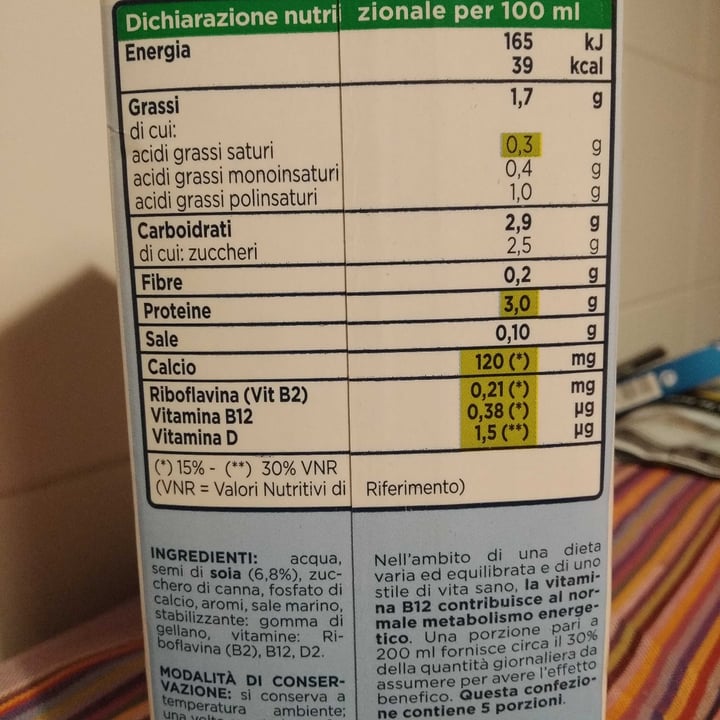 Dichiarazione nutrizionale per 100 ml
Energia 165 kJ
39 kcal
Grassi 1,7 g
di cui:
acidi grassi saturi 0,3 g
acidi grassi monoinsaturi 0,4 g
acidi grassi polinsaturi 1,0 g
Carboidrati 2,9 g
di cui: zuccheri 2,5 g
Fibre 0,2 g
Proteine 3,0 g
Sale 0,10 g
Calcio 120 (*) mg
Riboflavina (Vit B2) 0,21 (*) mg
Vitamina B12 0,38 (*) µg
Vitamina D 1,5 (**) µg
(*) 15% - (**) 30% VNR
(VNR = Valori Nutritivi di Riferimento)
INGREDIENTI: acqua,
semi di soia (6,8%), zuc-
chero di canna, fosfato di
calcio, aromi, sale marino,
stabilizzante: gomma di
gellano, vitamine: Ri-
boflavina (B2), B12, D2.
MODALITÀ DI CONSER-
VAZIONE: si conserva a
temperatura ambiente;
una volta
Nell'ambito di una dieta
varia ed equilibrata e di uno
stile di vita sano, la vitami-
na B12 contribuisce al nor-
male metabolismo energe-
tico. Una porzione pari a
200 ml fornisce circa il 30%
della quantità giornaliera da
assumere per avere l'effetto
benefico. Questa confezio-
ne contiene 5 porzioni.